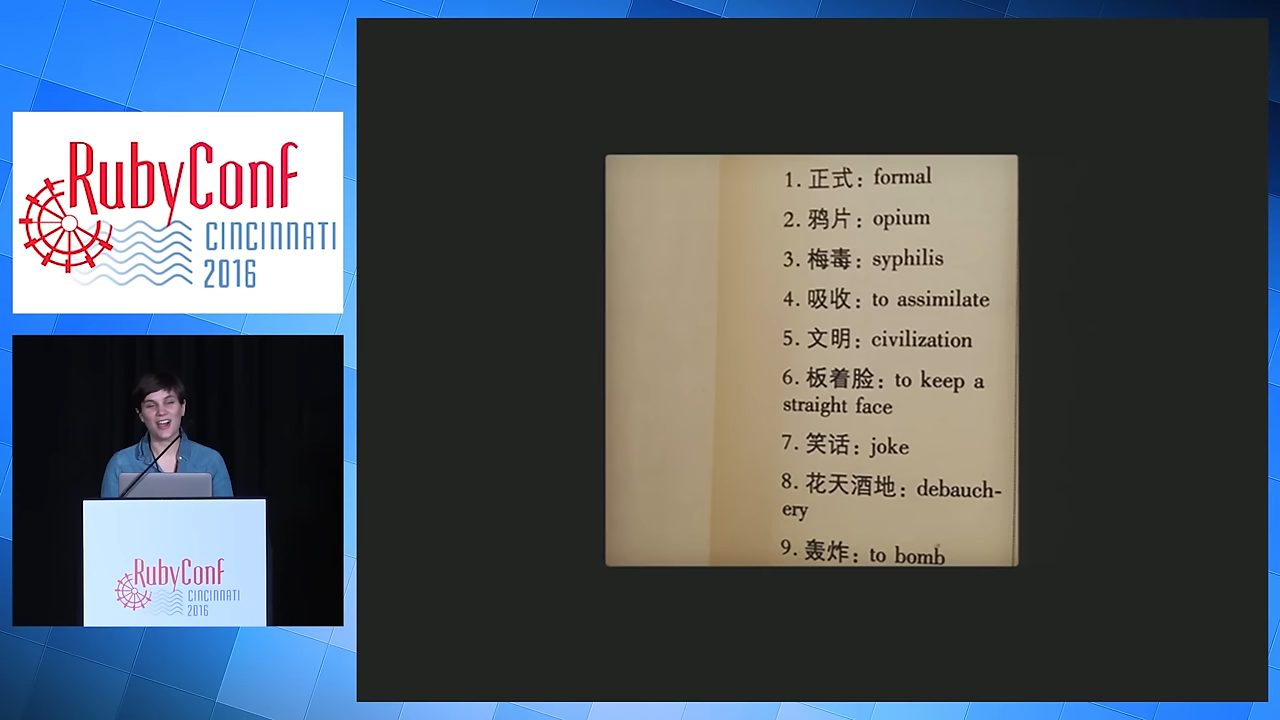 RubyConf
CINCINNATI
2016
1. 正式: formal
2. 鸦片: opium
3. 梅毒: syphilis
4. 吸收: to assimilate
5. 文明: civilization
6. 板着脸: to keep a
straight face
7. 笑话: joke
8. 花天酒地: debauch-
ery
9. 轰炸: to bomb
RubyConf
CINCINNATI
2016